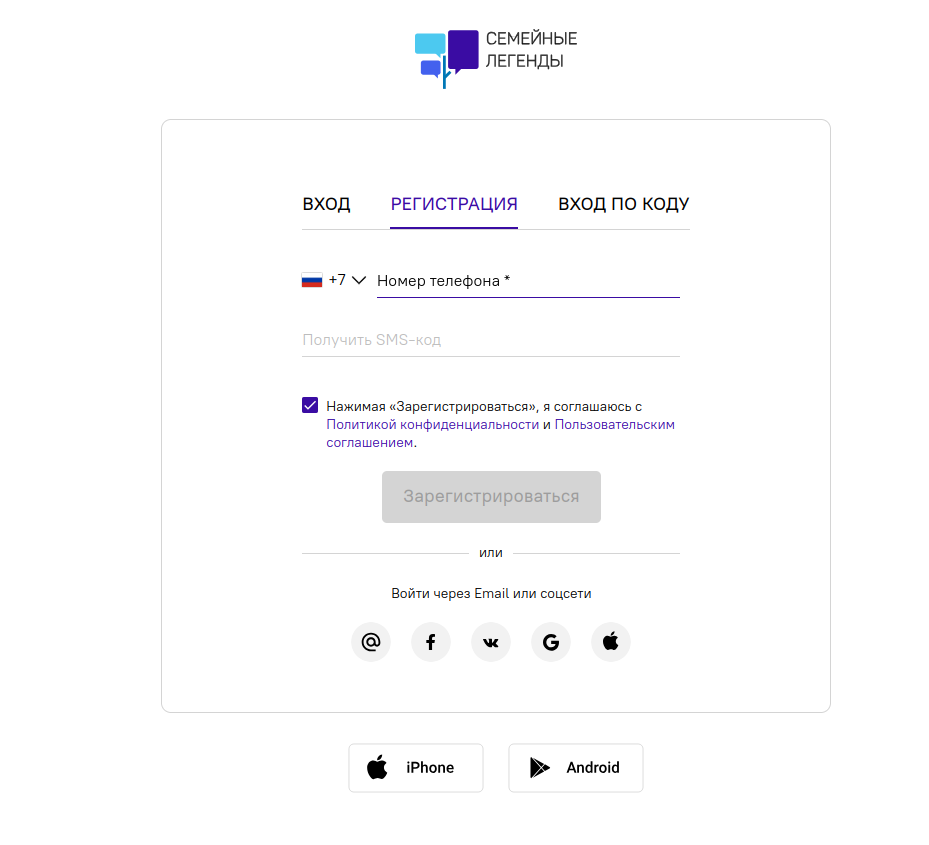 СЕМЕЙНЫЕ
ЛЕГЕНДЫ
ВХОД РЕГИСТРАЦИЯ ВХОД ПО КОДУ
+7 Номер телефона *
Получить SMS-код
Нажимая «Зарегистрироваться», я соглашаюсь с
Политикой конфиденциальности и Пользовательским
соглашением.
Зарегистрироваться
или
Войти через Email или соцсети
iPhone Android